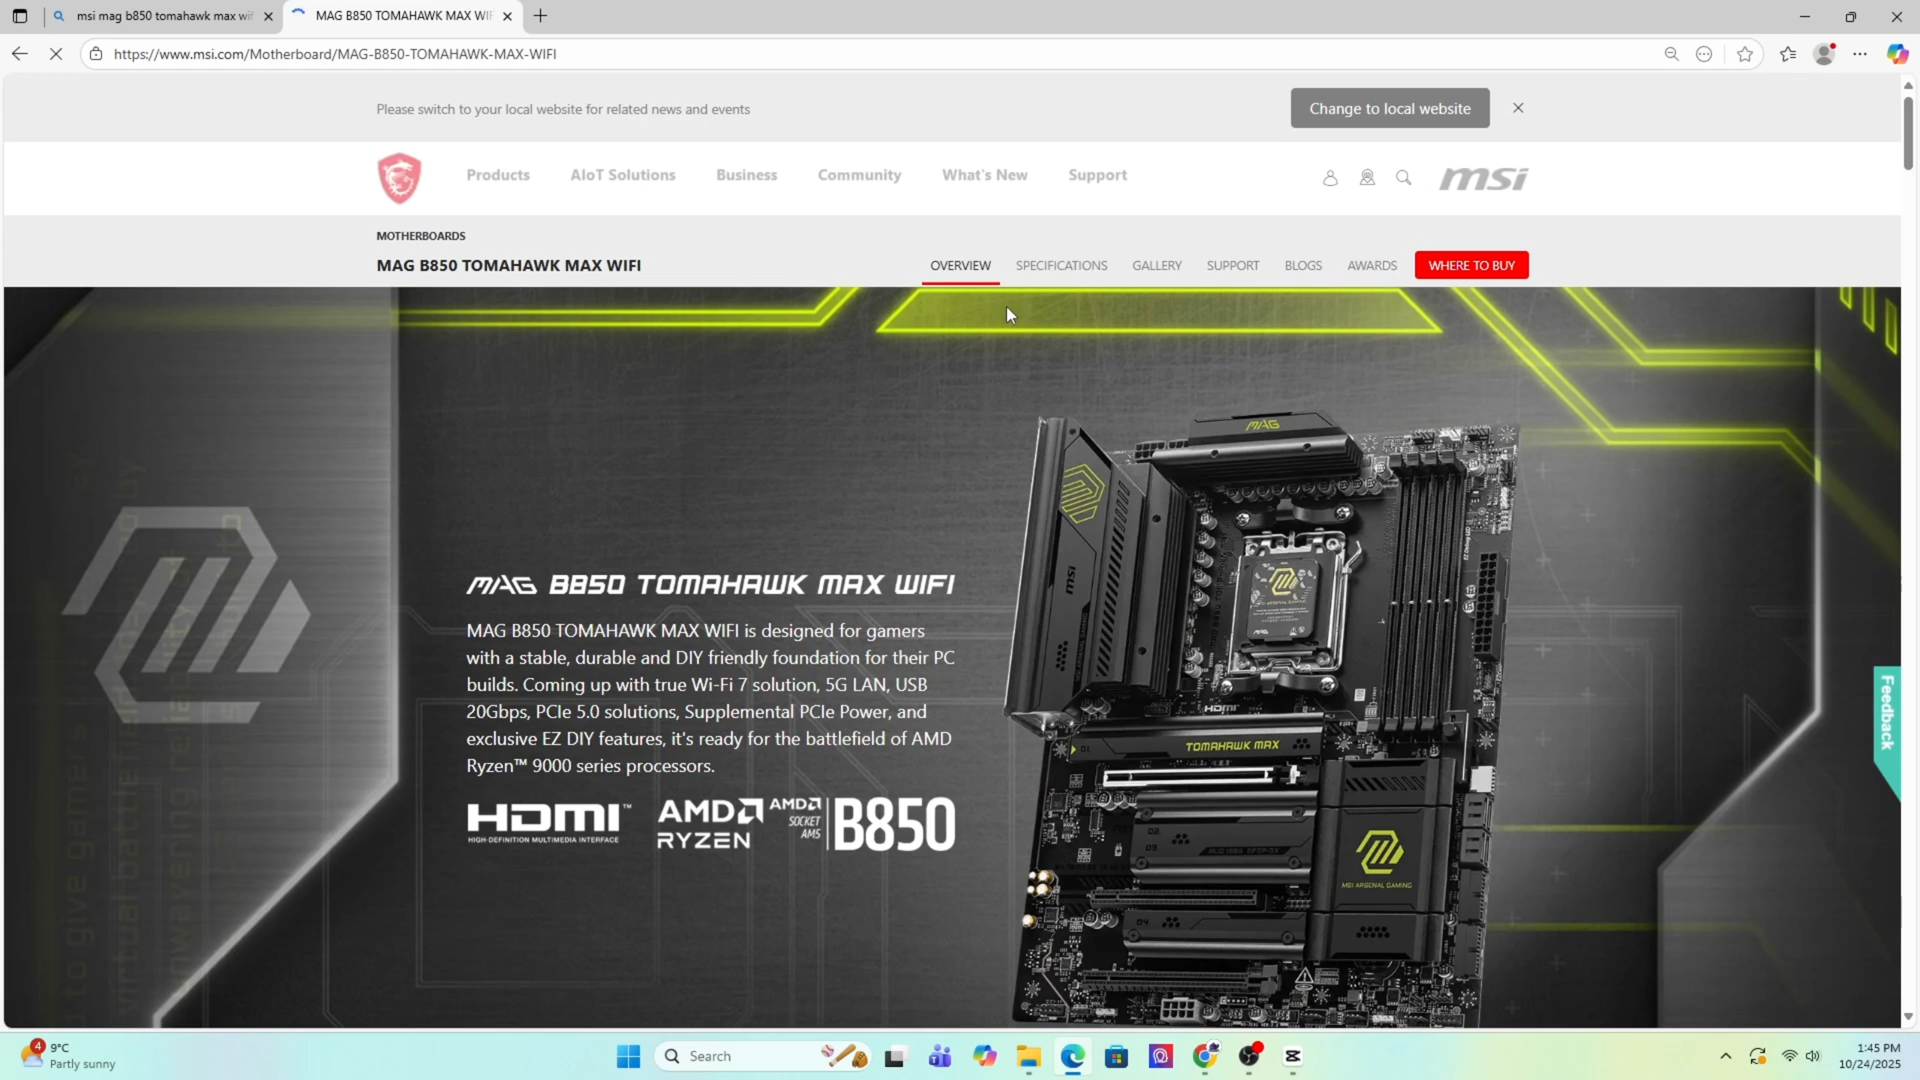 msi mag b850 tomahawk max wif
MAG B850 TOMAHAWK MAX WIF
https://www.msi.com/Motherboard/MAG-B850-TOMAHAWK-MAX-WIFI
Please switch to your local website for related news and events
Change to local website
Products
AIoT Solutions
Business
Community
What's New
Support
msi
MOTHERBOARDS
MAG B850 TOMAHAWK MAX WIFI
OVERVIEW
SPECIFICATIONS
GALLERY
SUPPORT
BLOGS
AWARDS
WHERE TO BUY
MAG
msi
HDMI
TOMAHAWK MAX
MSI ARSENAL GAMING
MAG B850 TOMAHAWK MAX WIFI
MAG B850 TOMAHAWK MAX WIFI is designed for gamers
with a stable, durable and DIY friendly foundation for their PC
builds. Coming up with true Wi-Fi 7 solution, 5G LAN, USB
20Gbps, PCIe 5.0 solutions, Supplemental PCIe Power, and
exclusive EZ DIY features, it's ready for the battlefield of AMD
Ryzen™ 9000 series processors.
HDMI™
HIGH-DEFINITION MULTIMEDIA INTERFACE
AMD
RYZEN
AMD
SOCKET
AM5
B850
Feedback
4
9°C
Partly sunny
Search
1:45 PM
10/24/2025